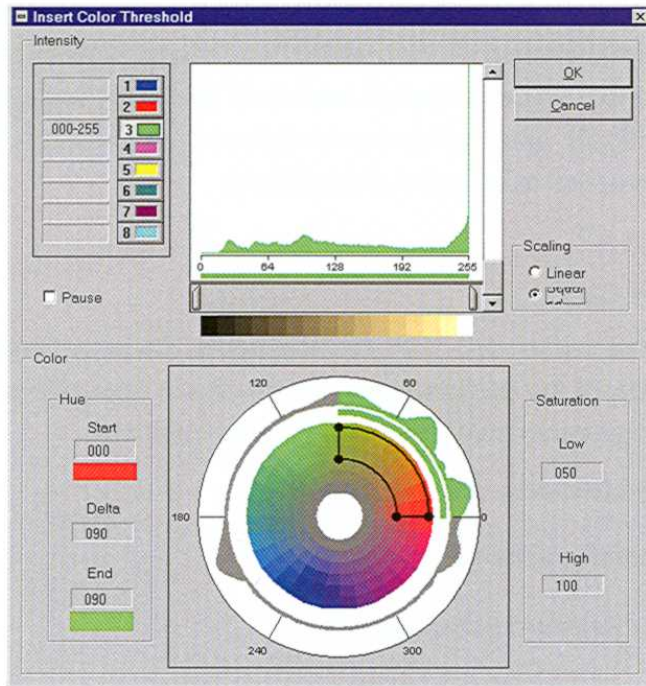 Insert Color Threshold
Intensity
1
2
000-255 3
4
5
6
7
8
0 64 128 192 255
OK
Cancel
Scaling
Linear
Pause
Color
Hue
Start
000
Delta
090
End
090
120 60
180 0
240 300
Saturation
Low
050
High
100